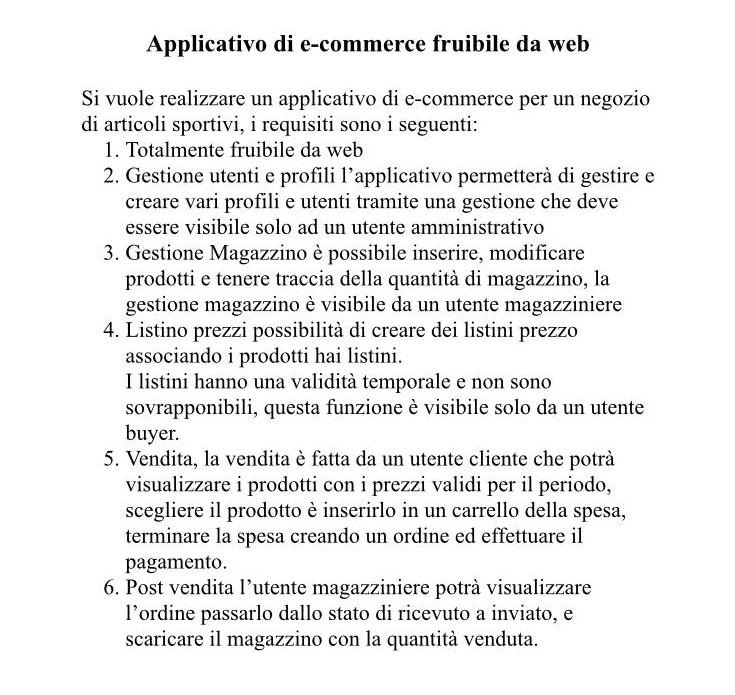 Applicativo di e-commerce fruibile da web
Si vuole realizzare un applicativo di e-commerce per un negozio
di articoli sportivi, i requisiti sono i seguenti:
1. Totalmente fruibile da web
2. Gestione utenti e profili l’applicativo permetterà di gestire e
creare vari profili e utenti tramite una gestione che deve
essere visibile solo ad un utente amministrativo
3. Gestione Magazzino è possibile inserire, modificare
prodotti e tenere traccia della quantità di magazzino, la
gestione magazzino è visibile da un utente magazziniere
4. Listino prezzi possibilità di creare dei listini prezzo
associando i prodotti hai listini.
I listini hanno una validità temporale e non sono
sovrapponibili, questa funzione è visibile solo da un utente
buyer.
5. Vendita, la vendita è fatta da un utente cliente che potrà
visualizzare i prodotti con i prezzi validi per il periodo,
scegliere il prodotto è inserirlo in un carrello della spesa,
terminare la spesa creando un ordine ed effettuare il
pagamento.
6. Post vendita l’utente magazziniere potrà visualizzare
l’ordine passarlo dallo stato di ricevuto a inviato, e
scaricare il magazzino con la quantità venduta.